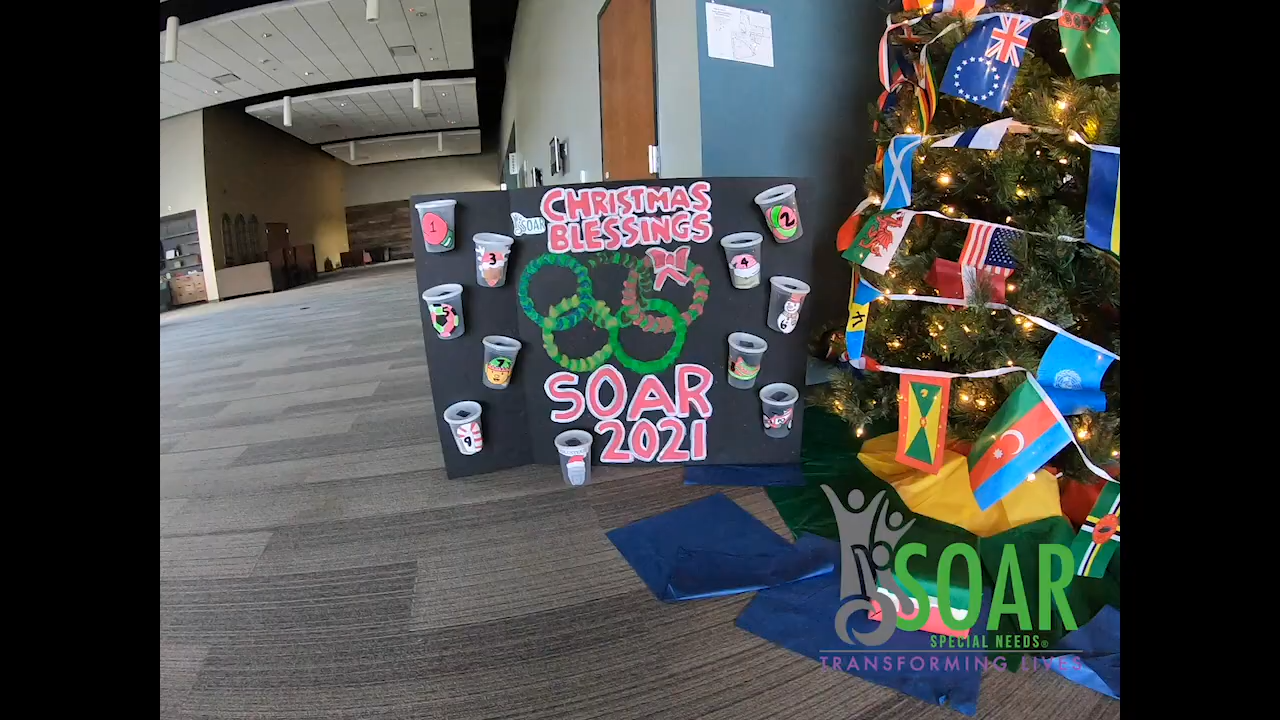 CHRISTMAS
BLESSINGS
SOAR
1
2
3
4
5
6
7
9
SOAR
2021
SOAR
SPECIAL NEEDS®
TRANSFORMING LIVES